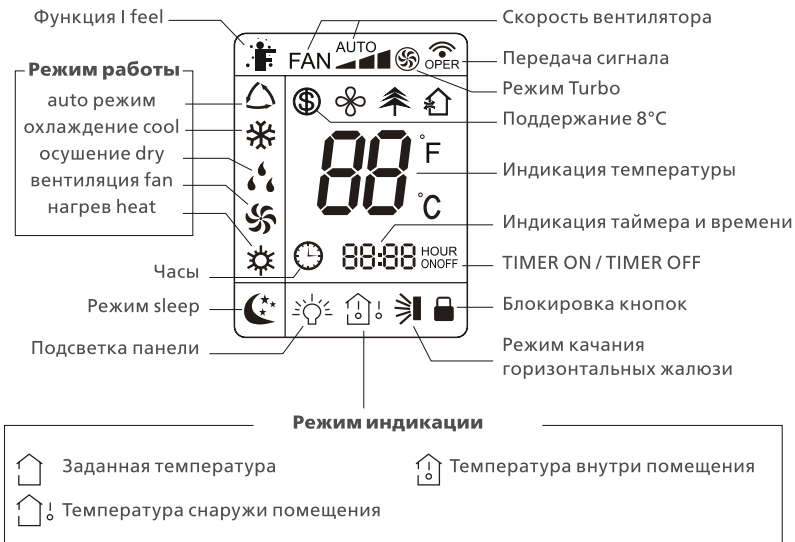 Функция I feel
Скорость вентилятора
FAN
AUTO
OPER
Передача сигнала
Режим Turbo
Поддержание 8°C
Режим работы
auto режим
охлаждение cool
осушение dry
вентиляция fan
нагрев heat
88
°F
°C
Индикация температуры
Индикация таймера и времени
88:88
HOUR
ONOFF
TIMER ON / TIMER OFF
Часы
Режим sleep
Блокировка кнопок
Подсветка панели
Режим качания
горизонтальных жалюзи
Режим индикации
Заданная температура
Температура внутри помещения
Температура снаружи помещения